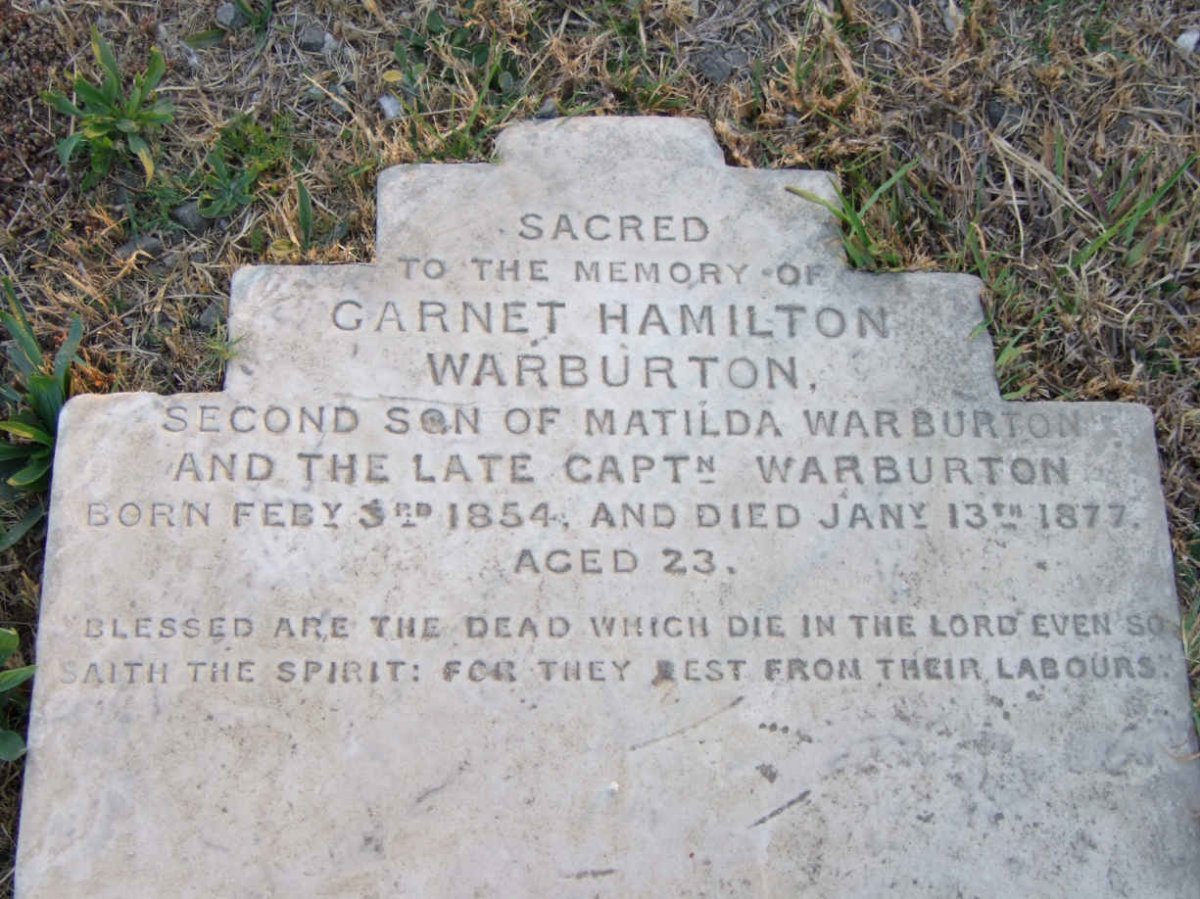 SACRED
TO THE MEMORY OF
GARNET HAMILTON
WARBURTON,
SECOND SON OF MATILDA WARBURTON
AND THE LATE CAPTN WARBURTON
BORN FEBY 3RD 1854, AND DIED JANY 13TH 1877.
AGED 23.
BLESSED ARE THE DEAD WHICH DIE IN THE LORD EVEN SO
SAITH THE SPIRIT: FOR THEY REST FROM THEIR LABOURS."